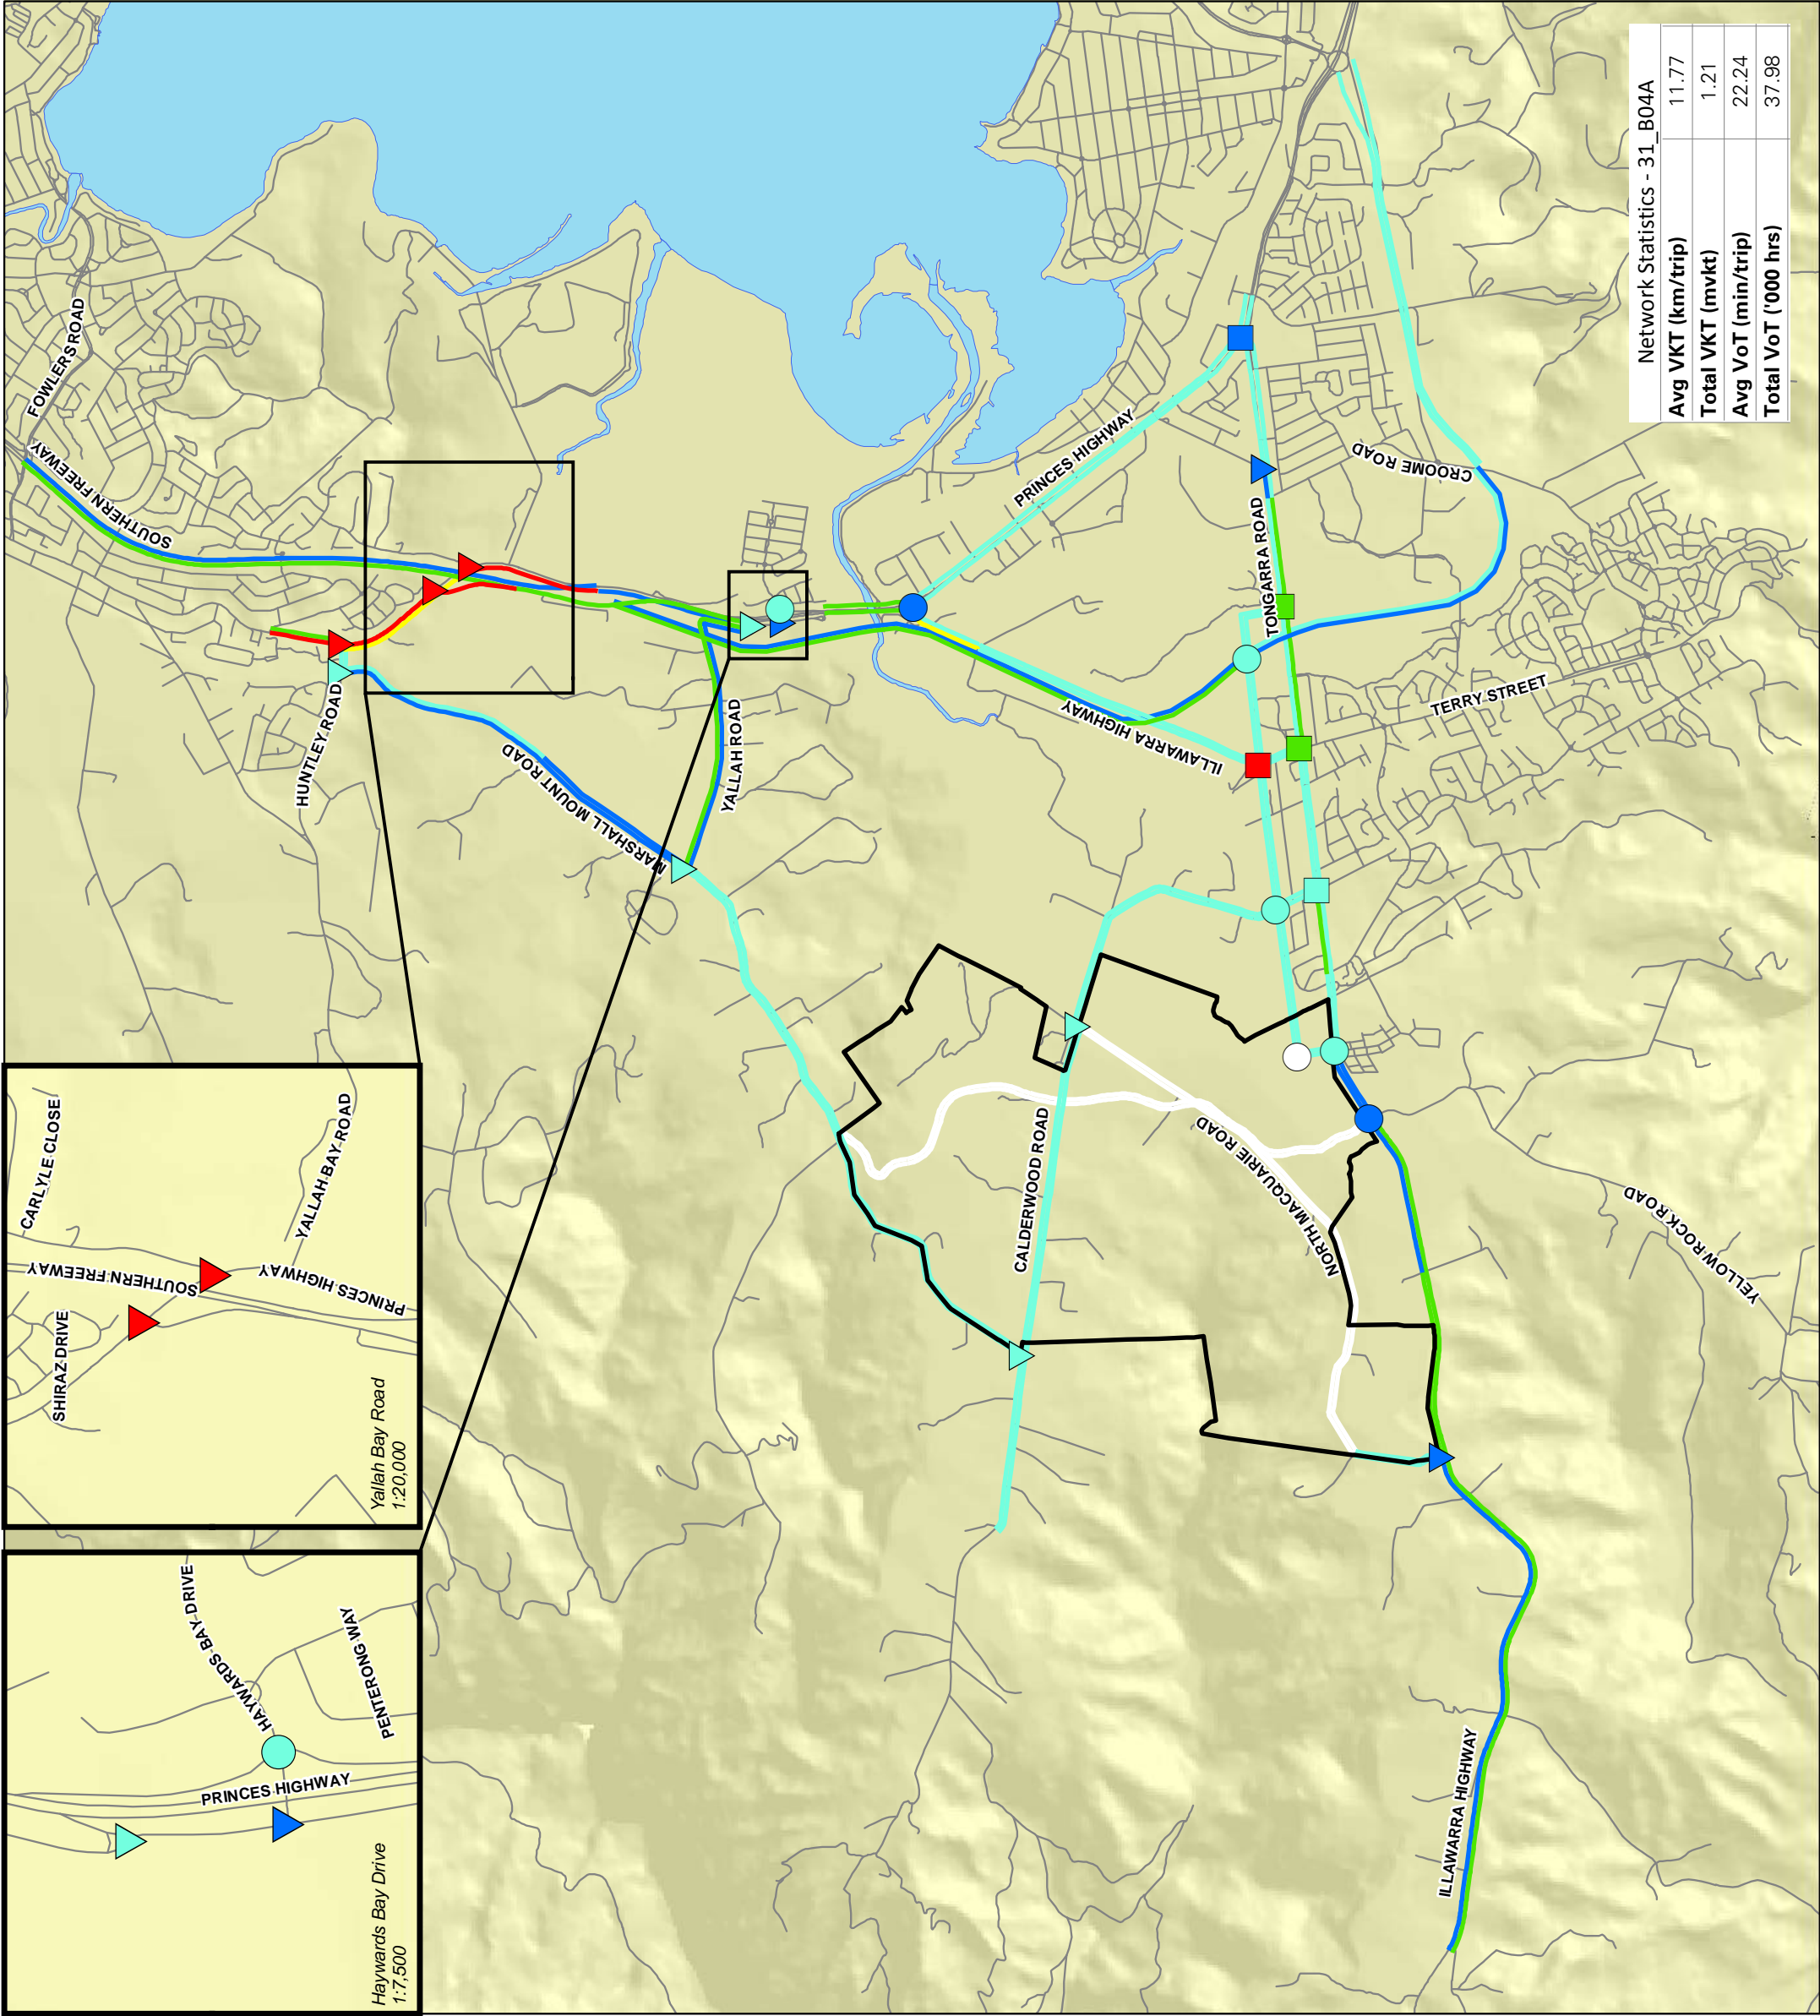 FOWLERS ROAD
SOUTHERN FREEWAY
HUNTLEY ROAD
MARSHALL MOUNT ROAD
YALLAH ROAD
PRINCES HIGHWAY
ILLAWARRA HIGHWAY
TONGARRA ROAD
CROOME ROAD
TERRY STREET
CALDERWOOD ROAD
NORTH MACQUARIE ROAD
YELLOW ROCK ROAD
ILLAWARRA HIGHWAY
CARLYLE CLOSE
SOUTHERN FREEWAY
SHIRAZ DRIVE
YALLAH BAY ROAD
PRINCES HIGHWAY
Yallah Bay Road
1:20,000
HAYWARDS BAY DRIVE
PENTERONG WAY
PRINCES HIGHWAY
Haywards Bay Drive
1:7,500
Network Statistics - 31_B04A
Avg VKT (km/trip) 11.77
Total VKT (mvkt) 1.21
Avg VoT (min/trip) 22.24
Total VoT ('000 hrs) 37.98